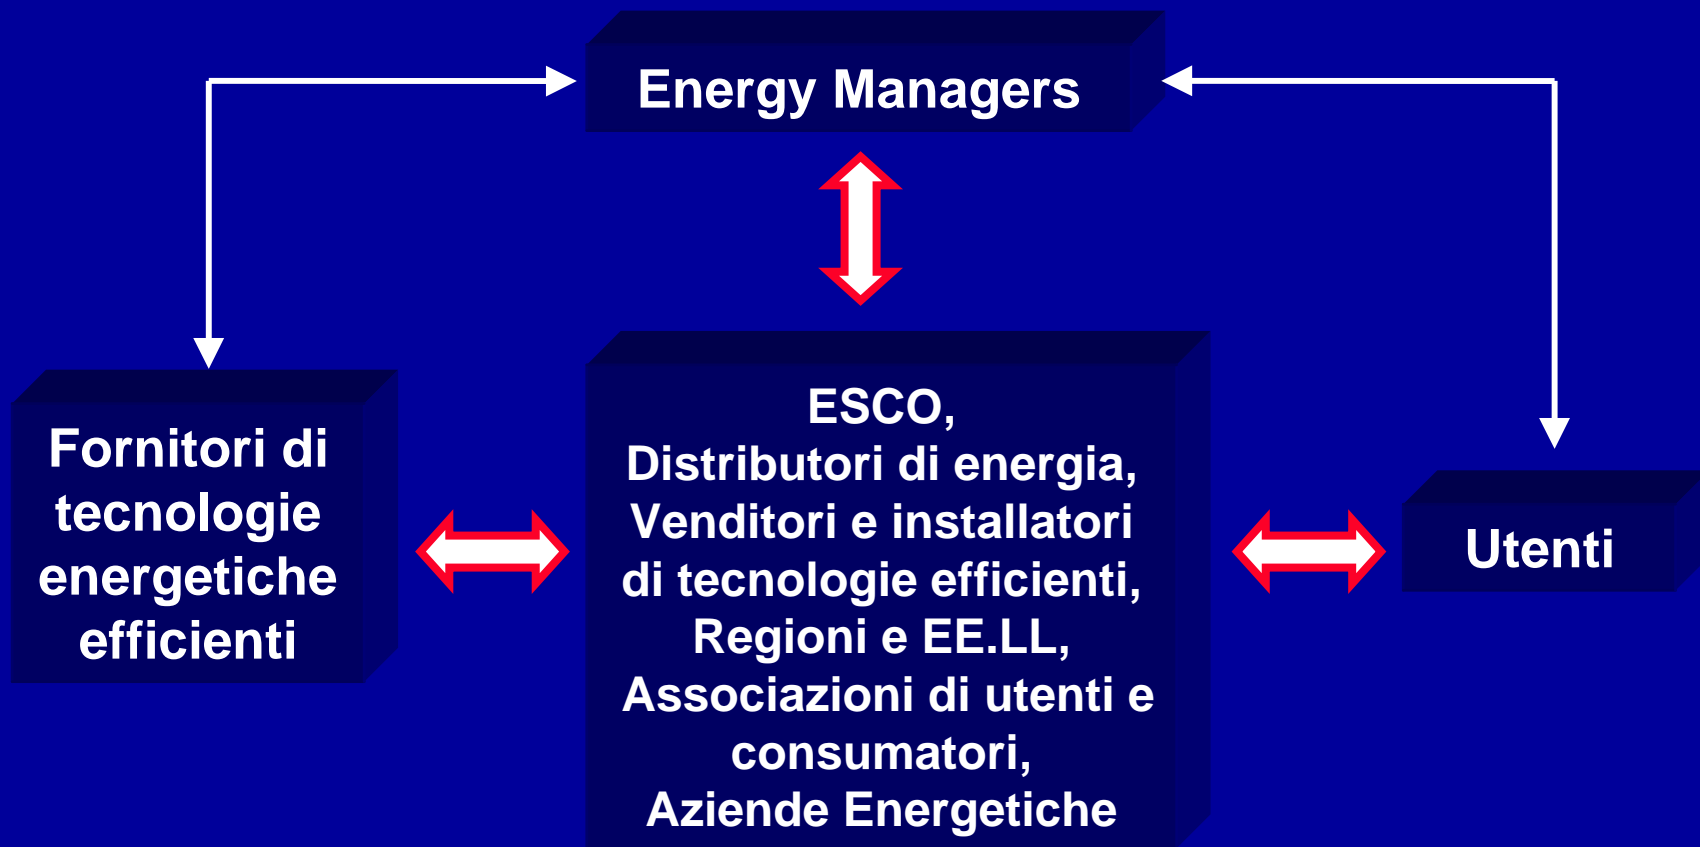 Energy Managers
Fornitori di
tecnologie
energetiche
efficienti
ESCO,
Distributori di energia,
Venditori e installatori
di tecnologie efficienti,
Regioni e EE.LL,
Associazioni di utenti e
consumatori,
Aziende Energetiche
Utenti